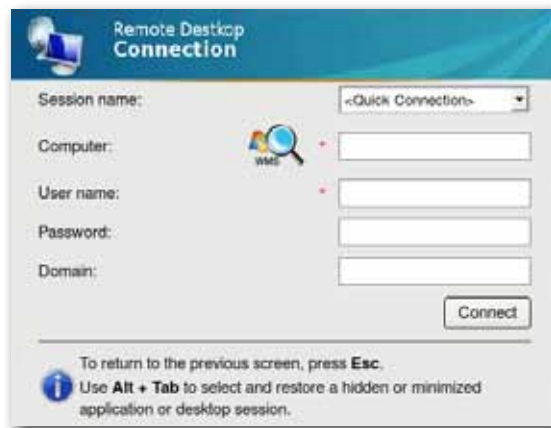 Remote Destkop
Connection
Session name:
<Quick Connection>
Computer:
WMS
*
User name:
*
Password:
Domain:
Connect
To return to the previous screen, press Esc.
Use Alt + Tab to select and restore a hidden or minimized
application or desktop session.